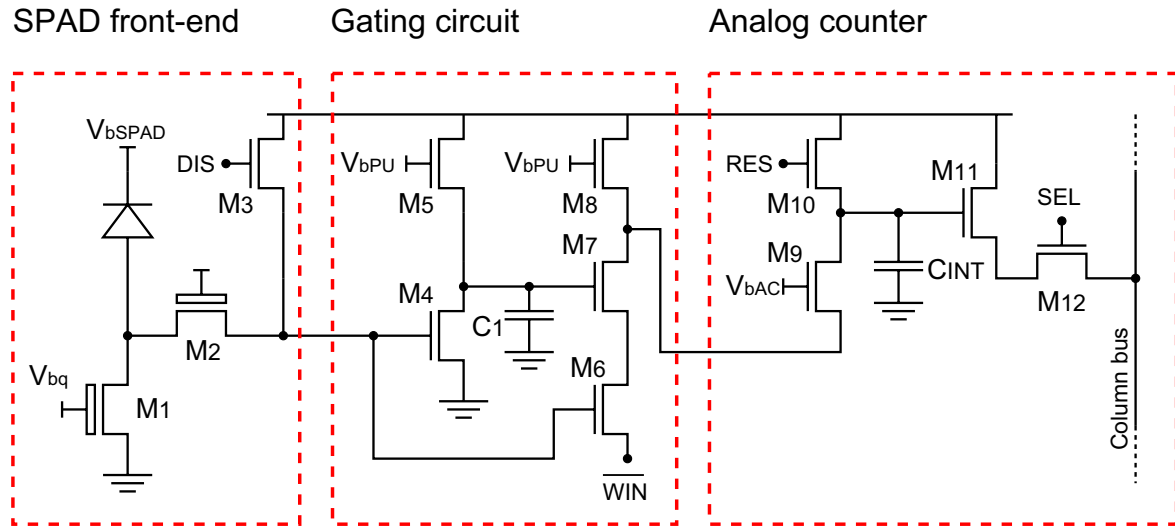 SPAD front-end
Gating circuit
Analog counter
VbSPAD
DIS
M3
VbPU
M5
VbPU
M8
RES
M10
M11
SEL
M7
M9
M4
C1
CINT
VbAC
M12
M2
M6
Vbq
M1
WIN
Column bus